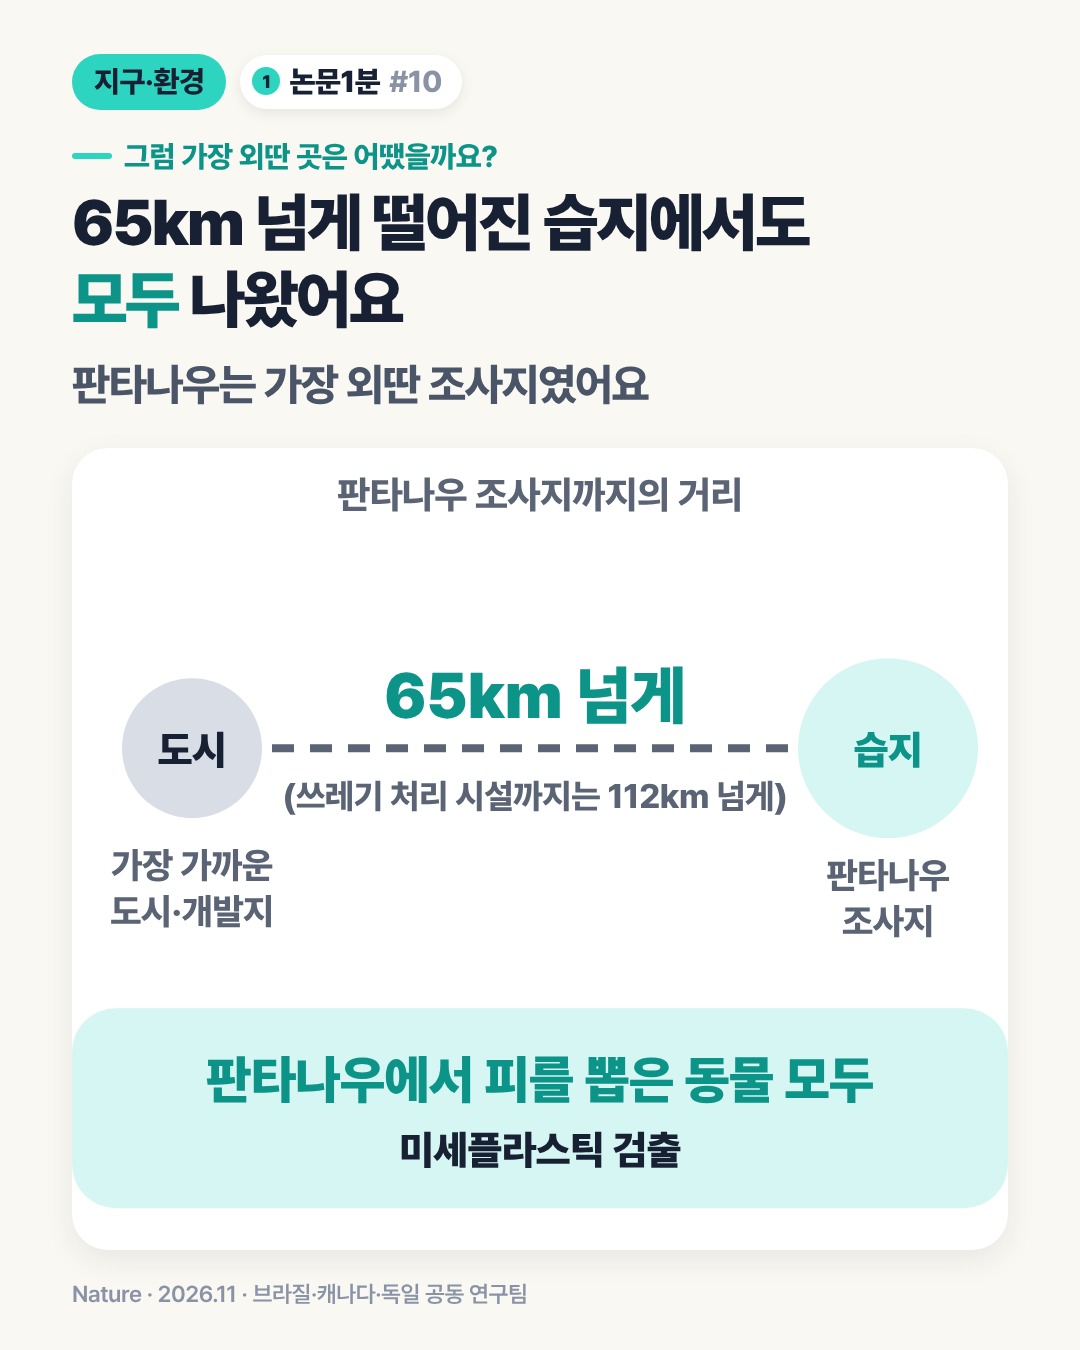 지구·환경
1 논문1분 #10
그럼 가장 외딴 곳은 어땠을까요?
65km 넘게 떨어진 습지에서도
모두 나왔어요
판타나우는 가장 외딴 조사지였어요
판타나우 조사지까지의 거리
65km 넘게
도시
습지
(쓰레기 처리 시설까지는 112km 넘게)
가장 가까운
도시·개발지
판타나우
조사지
판타나우에서 피를 뽑은 동물 모두
미세플라스틱 검출
Nature · 2026.11 · 브라질·캐나다·독일 공동 연구팀